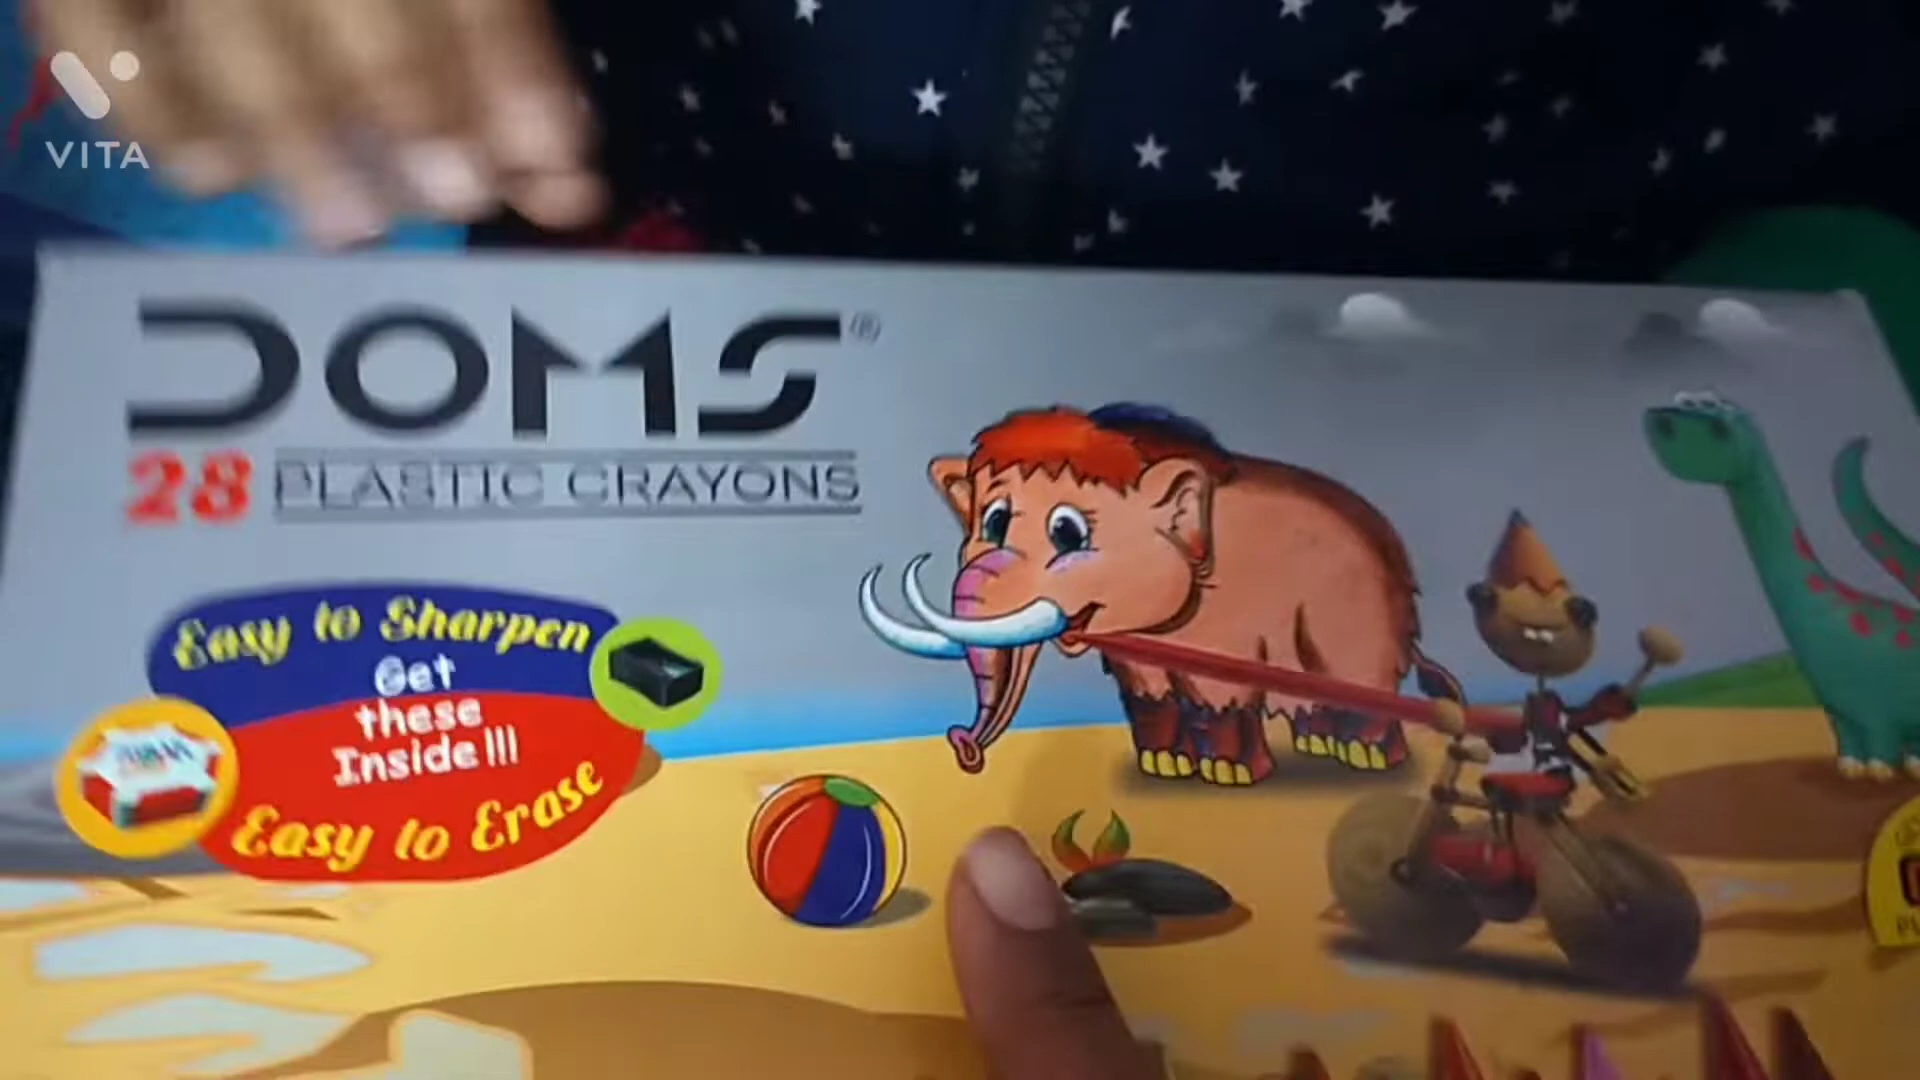 VITA
DOMS®
28 PLASTIC CRAYONS
Easy to Sharpen
Get
these
Inside!!!
Easy to Erase